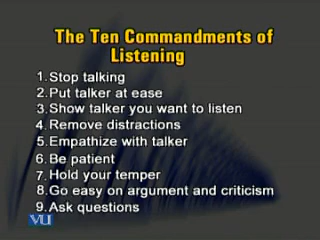 The Ten Commandments of
Listening
1. Stop talking
2. Put talker at ease
3. Show talker you want to listen
4. Remove distractions
5. Empathize with talker
6. Be patient
7. Hold your temper
8. Go easy on argument and criticism
9. Ask questions
VU